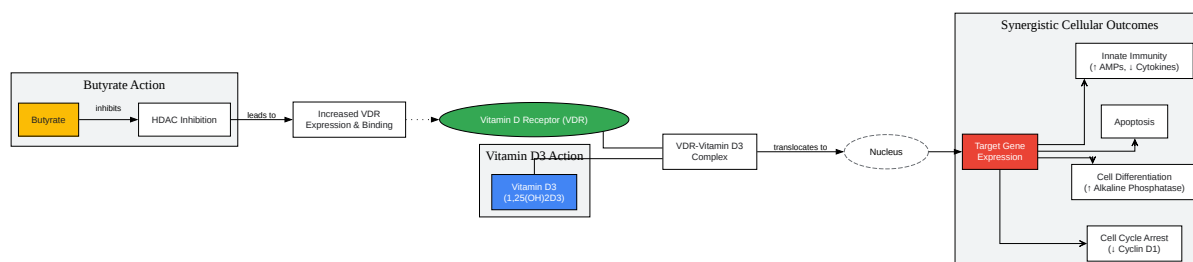 Butyrate Action
Butyrate
inhibits
HDAC Inhibition
leads to
Increased VDR
Expression & Binding
Vitamin D Receptor (VDR)
Vitamin D3 Action
Vitamin D3
(1,25(OH)2D3)
VDR-Vitamin D3
Complex
translocates to
Nucleus
Synergistic Cellular Outcomes
Target Gene
Expression
Innate Immunity
(↑ AMPs, ↓ Cytokines)
Apoptosis
Cell Differentiation
(↑ Alkaline Phosphatase)
Cell Cycle Arrest
(↓ Cyclin D1)